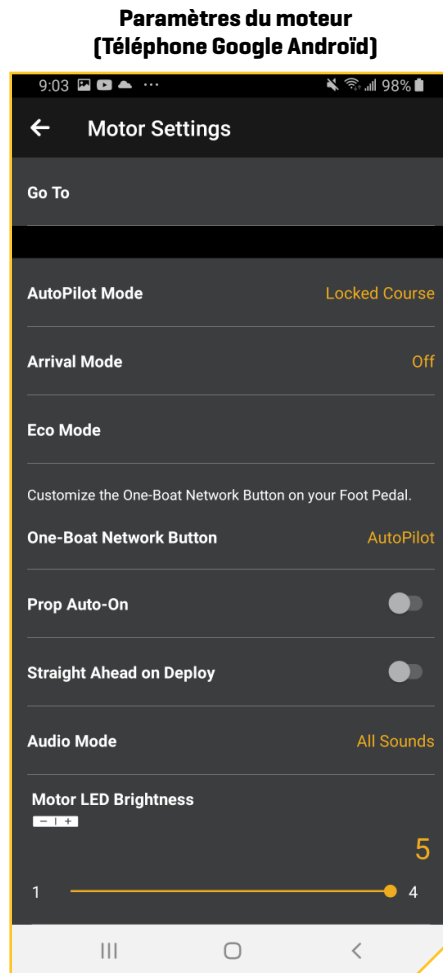 Paramètres du moteur
(Téléphone Google Androïd)
9:03 98%
Motor Settings
Go To
AutoPilot Mode Locked Course
Arrival Mode Off
Eco Mode
Customize the One-Boat Network Button on your Foot Pedal.
One-Boat Network Button AutoPilot
Prop Auto-On
Straight Ahead on Deploy
Audio Mode All Sounds
Motor LED Brightness
− | +
5
1 4